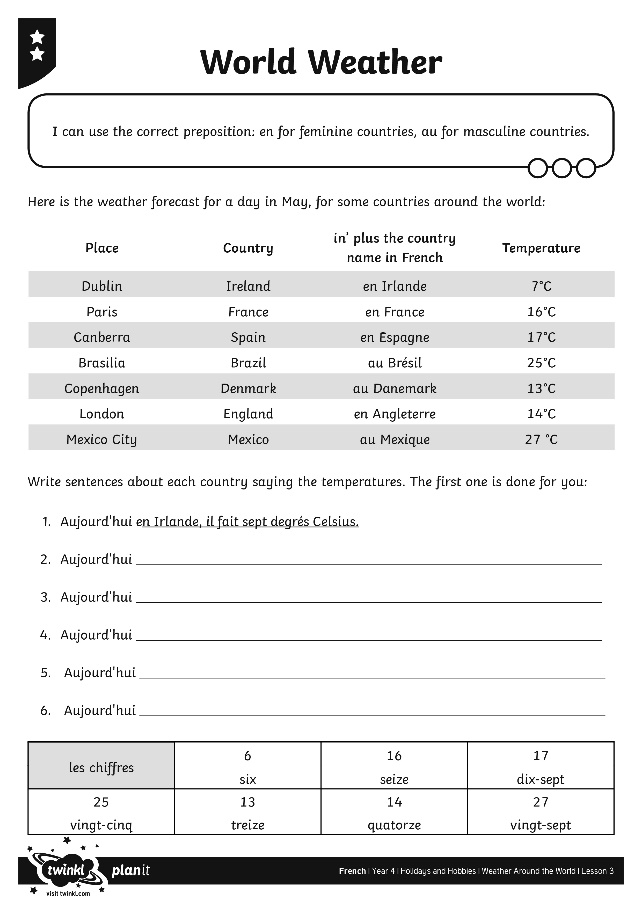 World Weather
I can use the correct preposition: en for feminine countries, au for masculine countries.
Here is the weather forecast for a day in May, for some countries around the world:
Place Country in' plus the country name in French Temperature
Dublin Ireland en Irlande 7°C
Paris France en France 16°C
Canberra Spain en Espagne 17°C
Brasilia Brazil au Brésil 25°C
Copenhagen Denmark au Danemark 13°C
London England en Angleterre 14°C
Mexico City Mexico au Mexique 27 °C
Write sentences about each country saying the temperatures. The first one is done for you:
1. Aujourd'hui en Irlande, il fait sept degrés Celsius.
2. Aujourd'hui
3. Aujourd'hui
4. Aujourd'hui
5. Aujourd'hui
6. Aujourd'hui
les chiffres
6 16 17
six seize dix-sept
25 13 14 27
vingt-cinq treize quatorze vingt-sept
twinkl planit
visit twinkl.com
French | Year 4 | Holidays and Hobbies | Weather Around the World | Lesson 3